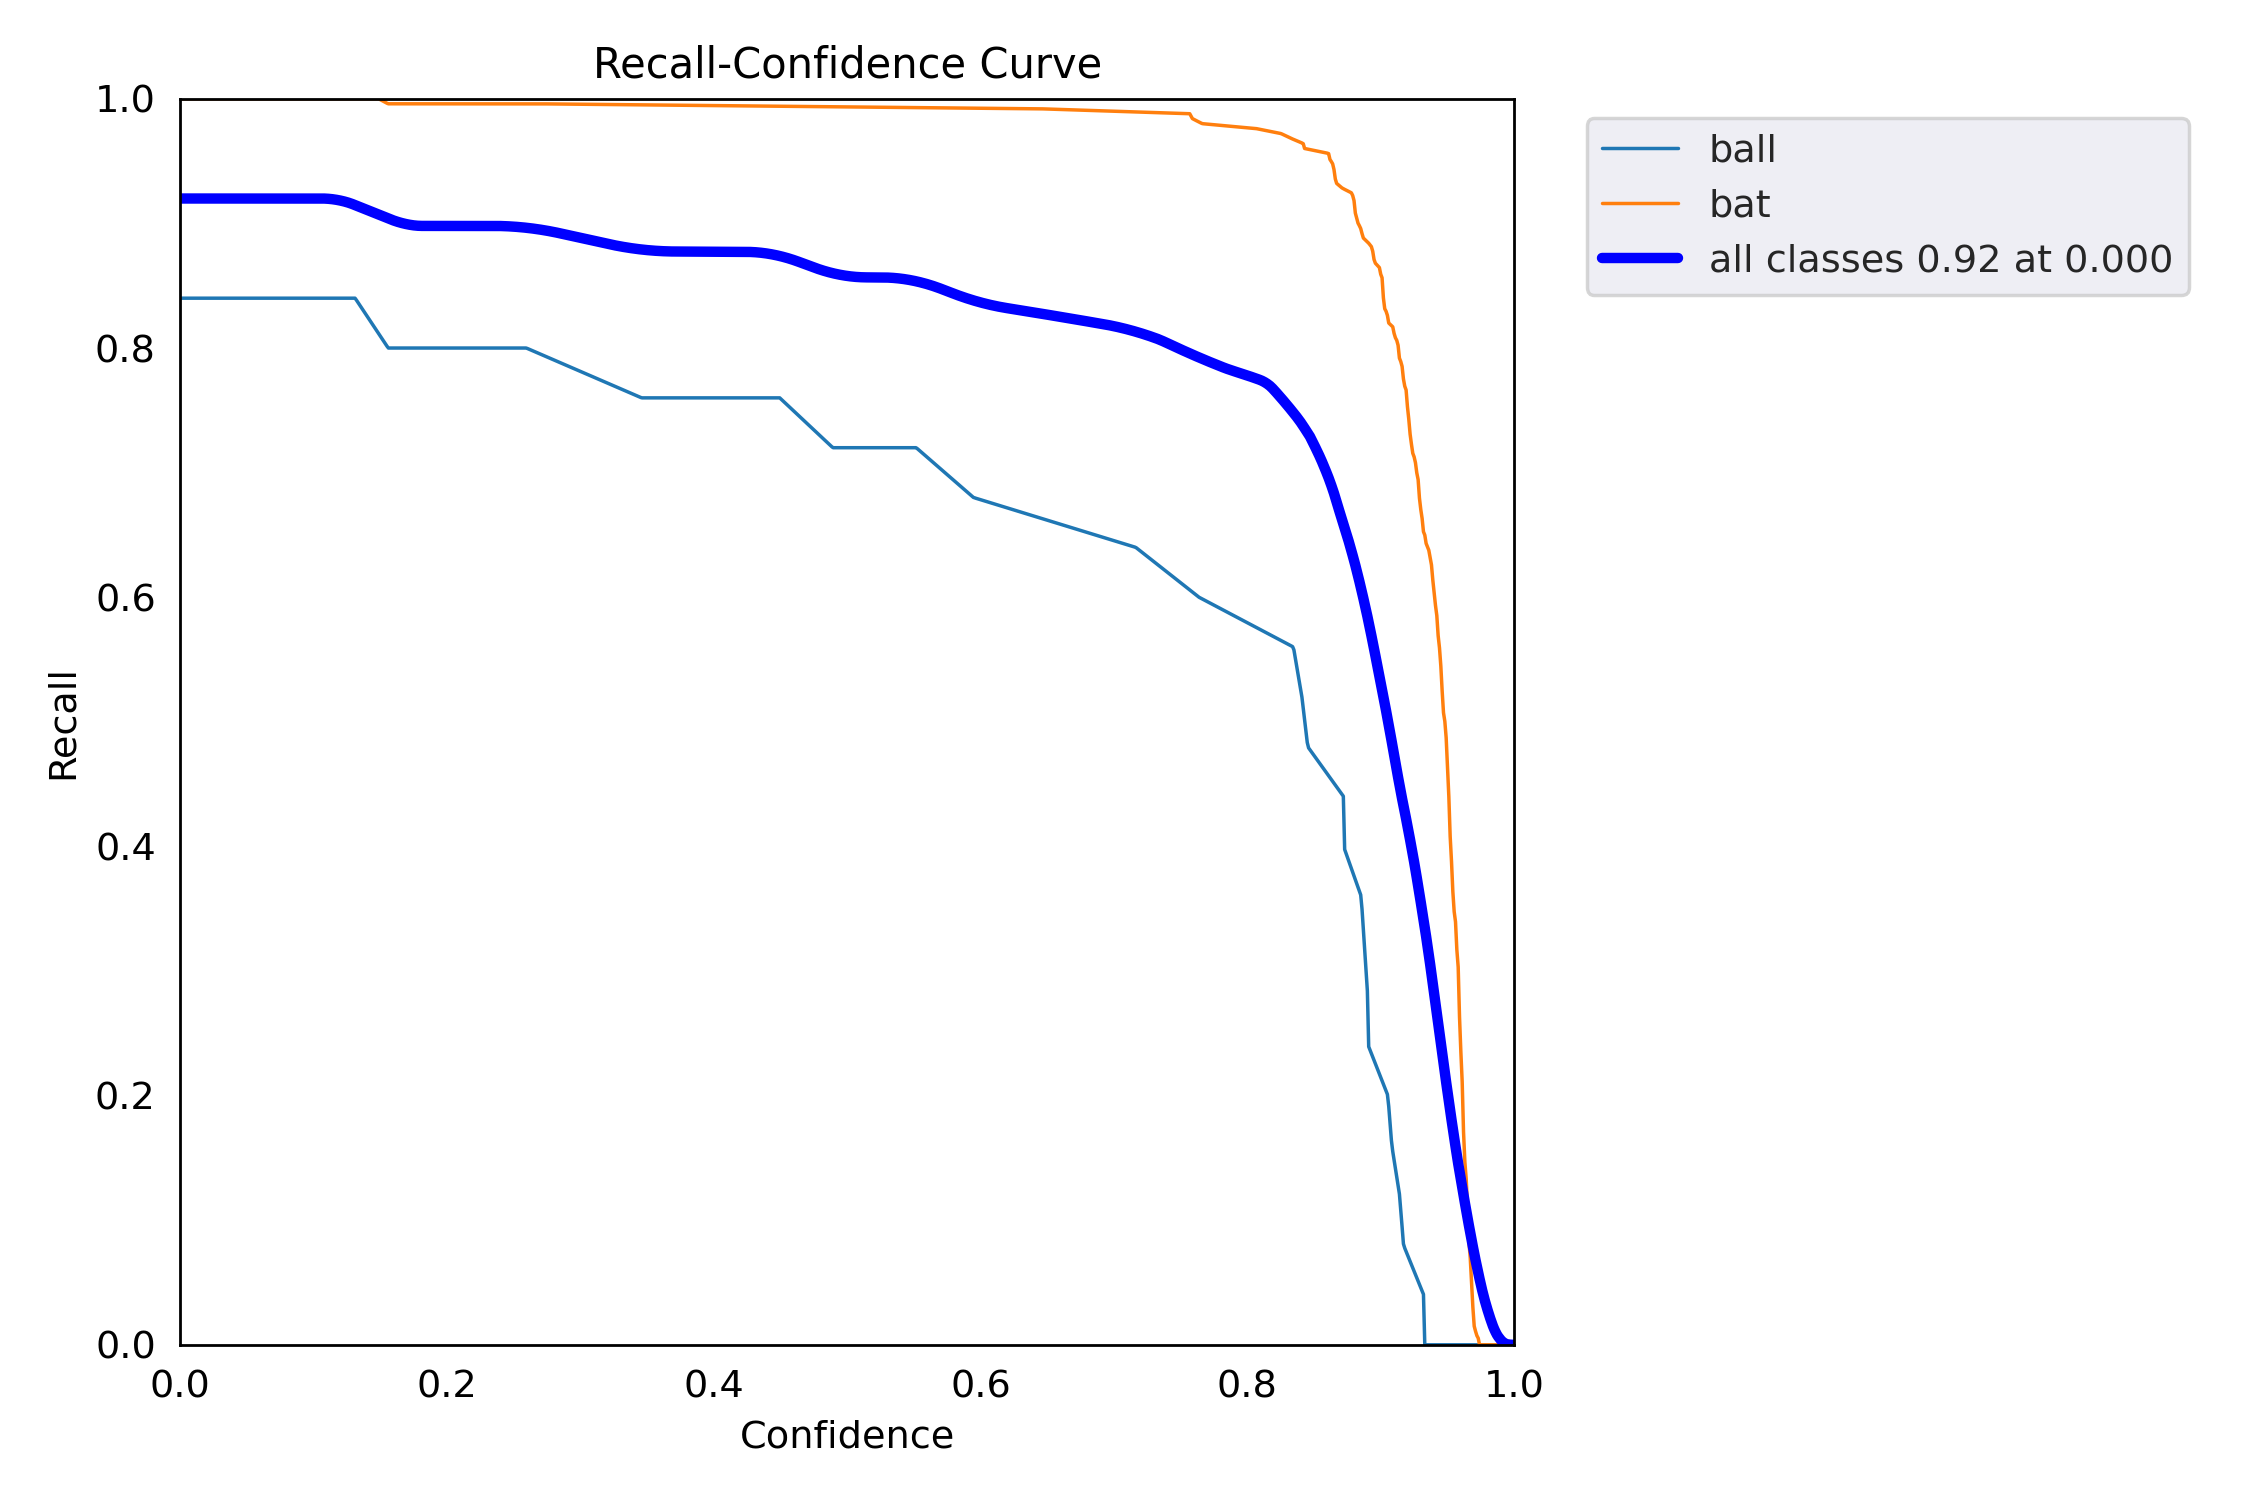 Recall-Confidence Curve
1.0
0.8
0.6
0.4
0.2
0.0
Recall
0.0 0.2 0.4 0.6 0.8 1.0
Confidence
ball
bat
all classes 0.92 at 0.000